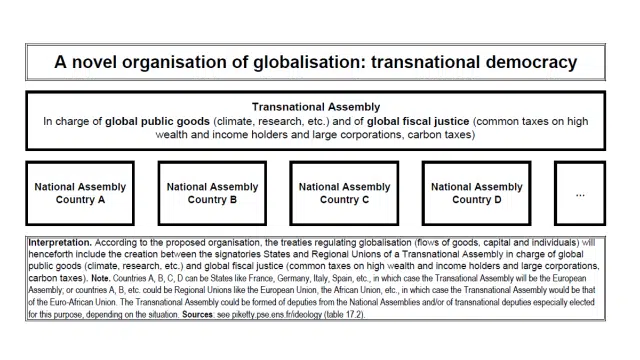 A novel organisation of globalisation: transnational democracy
Transnational Assembly
In charge of global public goods (climate, research, etc.) and of global fiscal justice (common taxes on high
wealth and income holders and large corporations, carbon taxes)
National Assembly
Country A
National Assembly
Country B
National Assembly
Country C
National Assembly
Country D
...
Interpretation. According to the proposed organisation, the treaties regulating globalisation (flows of goods, capital and individuals) will
henceforth include the creation between the signatories States and Regional Unions of a Transnational Assembly in charge of global
public goods (climate, research, etc.) and global fiscal justice (common taxes on high wealth and income holders and large corporations,
carbon taxes). Note. Countries A, B, C, D can be States like France, Germany, Italy, Spain, etc., in which case the Transational Assembly will be the European
Assembly; or countries A, B, etc. could be Regional Unions like the European Union, the African Union, etc., in which case the Transnational Assembly would be that
of the Euro-African Union. The Transnational Assembly could be formed of deputies from the National Assemblies and/or of transnational deputies especially elected
for this purpose, depending on the situation. Sources: see piketty.pse.ens.fr/ideology (table 17.2).